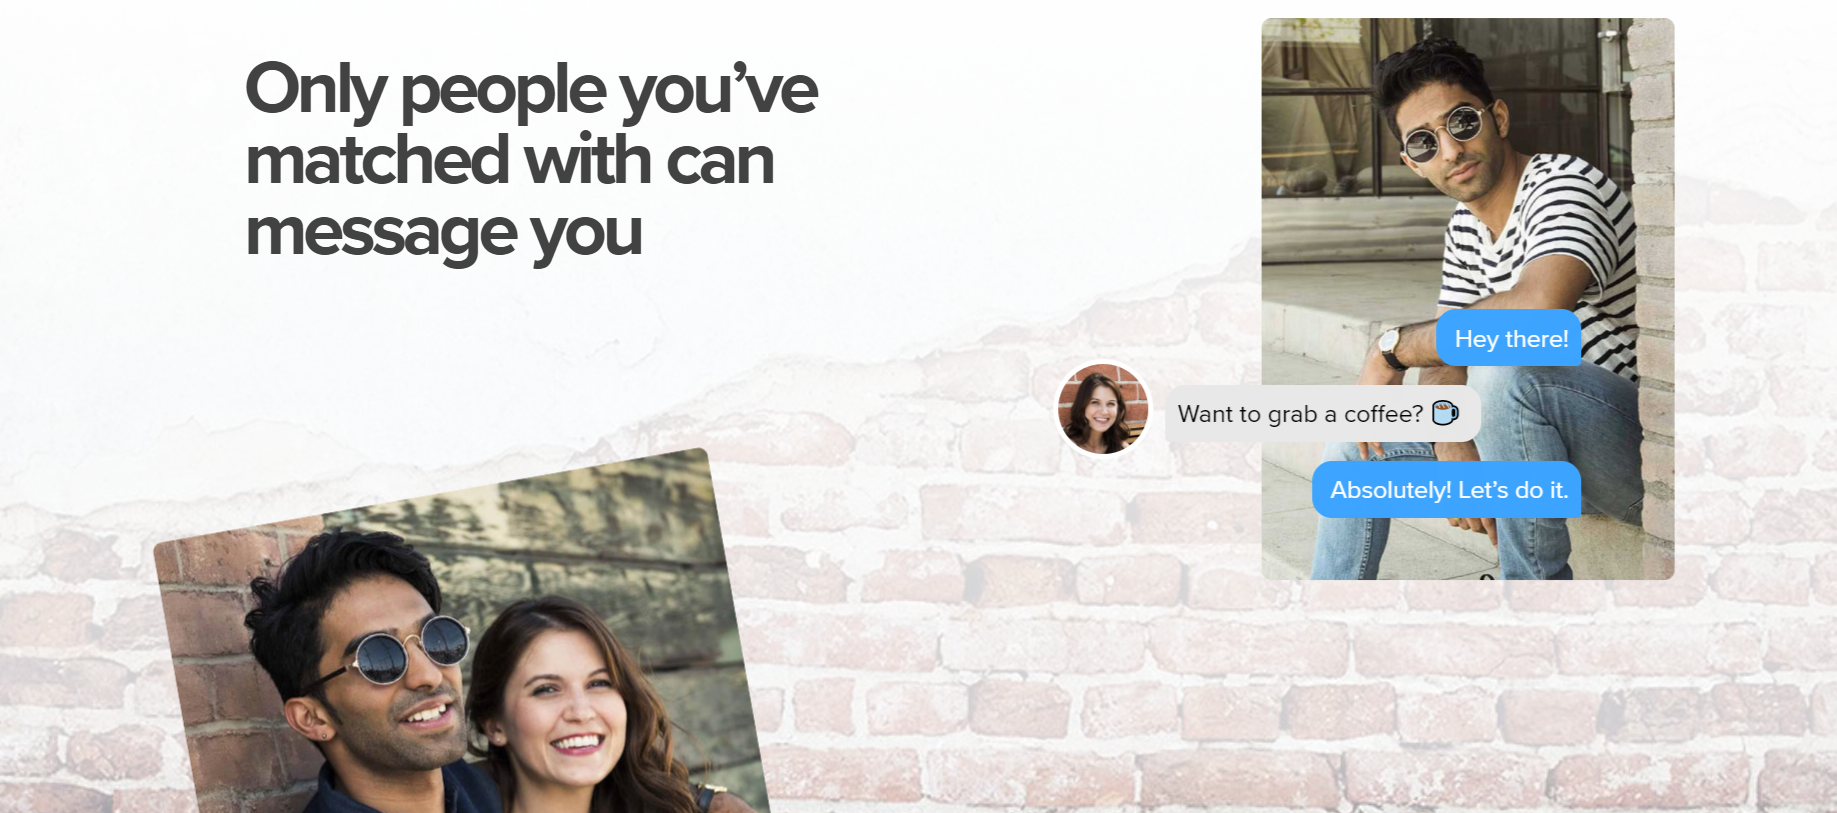 Only people you’ve
matched with can
message you
Hey there!
Want to grab a coffee? ☕
Absolutely! Let’s do it.